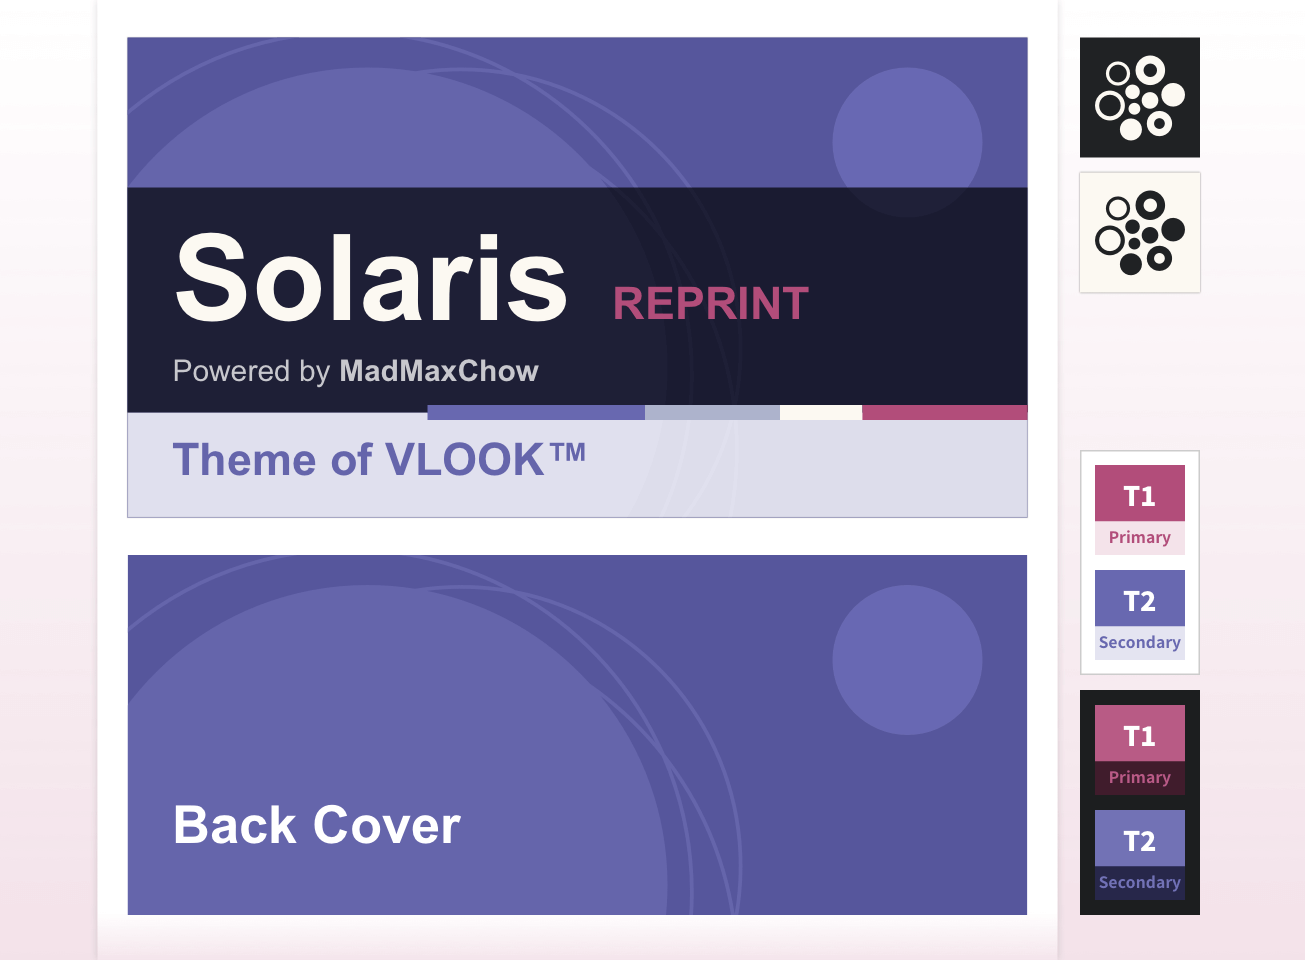 Solaris REPRINT
Powered by MadMaxChow
Theme of VLOOK™
Back Cover
T1
Primary
T2
Secondary
T1
Primary
T2
Secondary